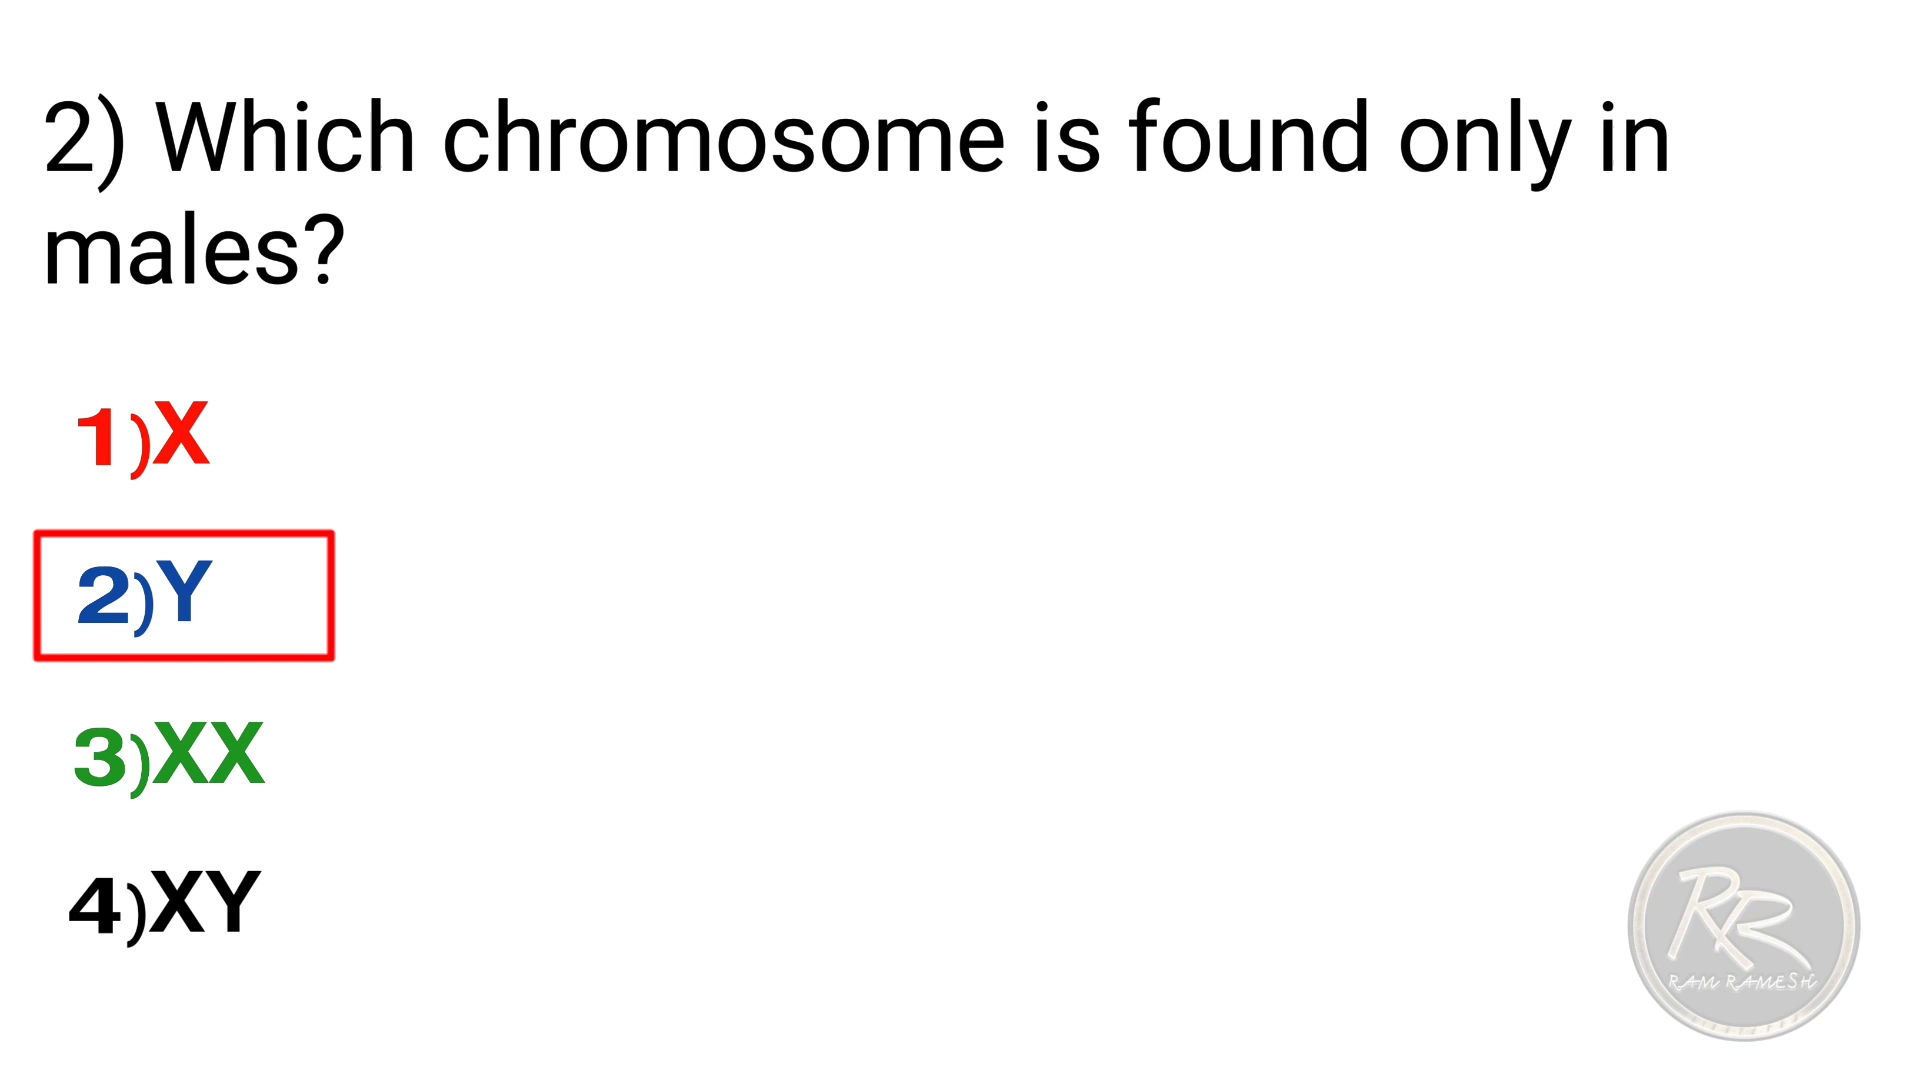 2) Which chromosome is found only in
males?
1)X
2)Y
3)XX
4)XY
RR
RAM RAMESH